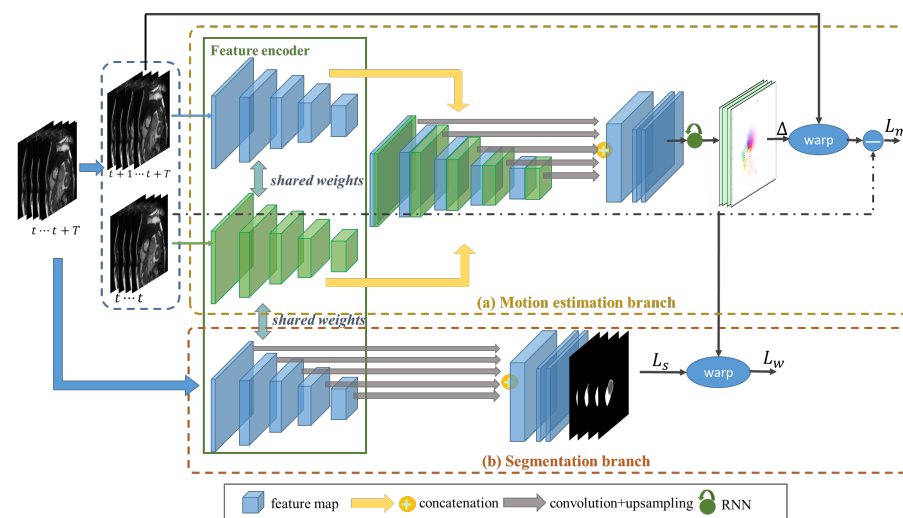 Feature encoder
t + 1 ⋯ t + T
t ⋯ t + T
t ⋯ t
shared weights
shared weights
Δ
warp
L_m
(a) Motion estimation branch
L_s
warp
L_w
(b) Segmentation branch
feature map
concatenation
convolution+upsampling
RNN